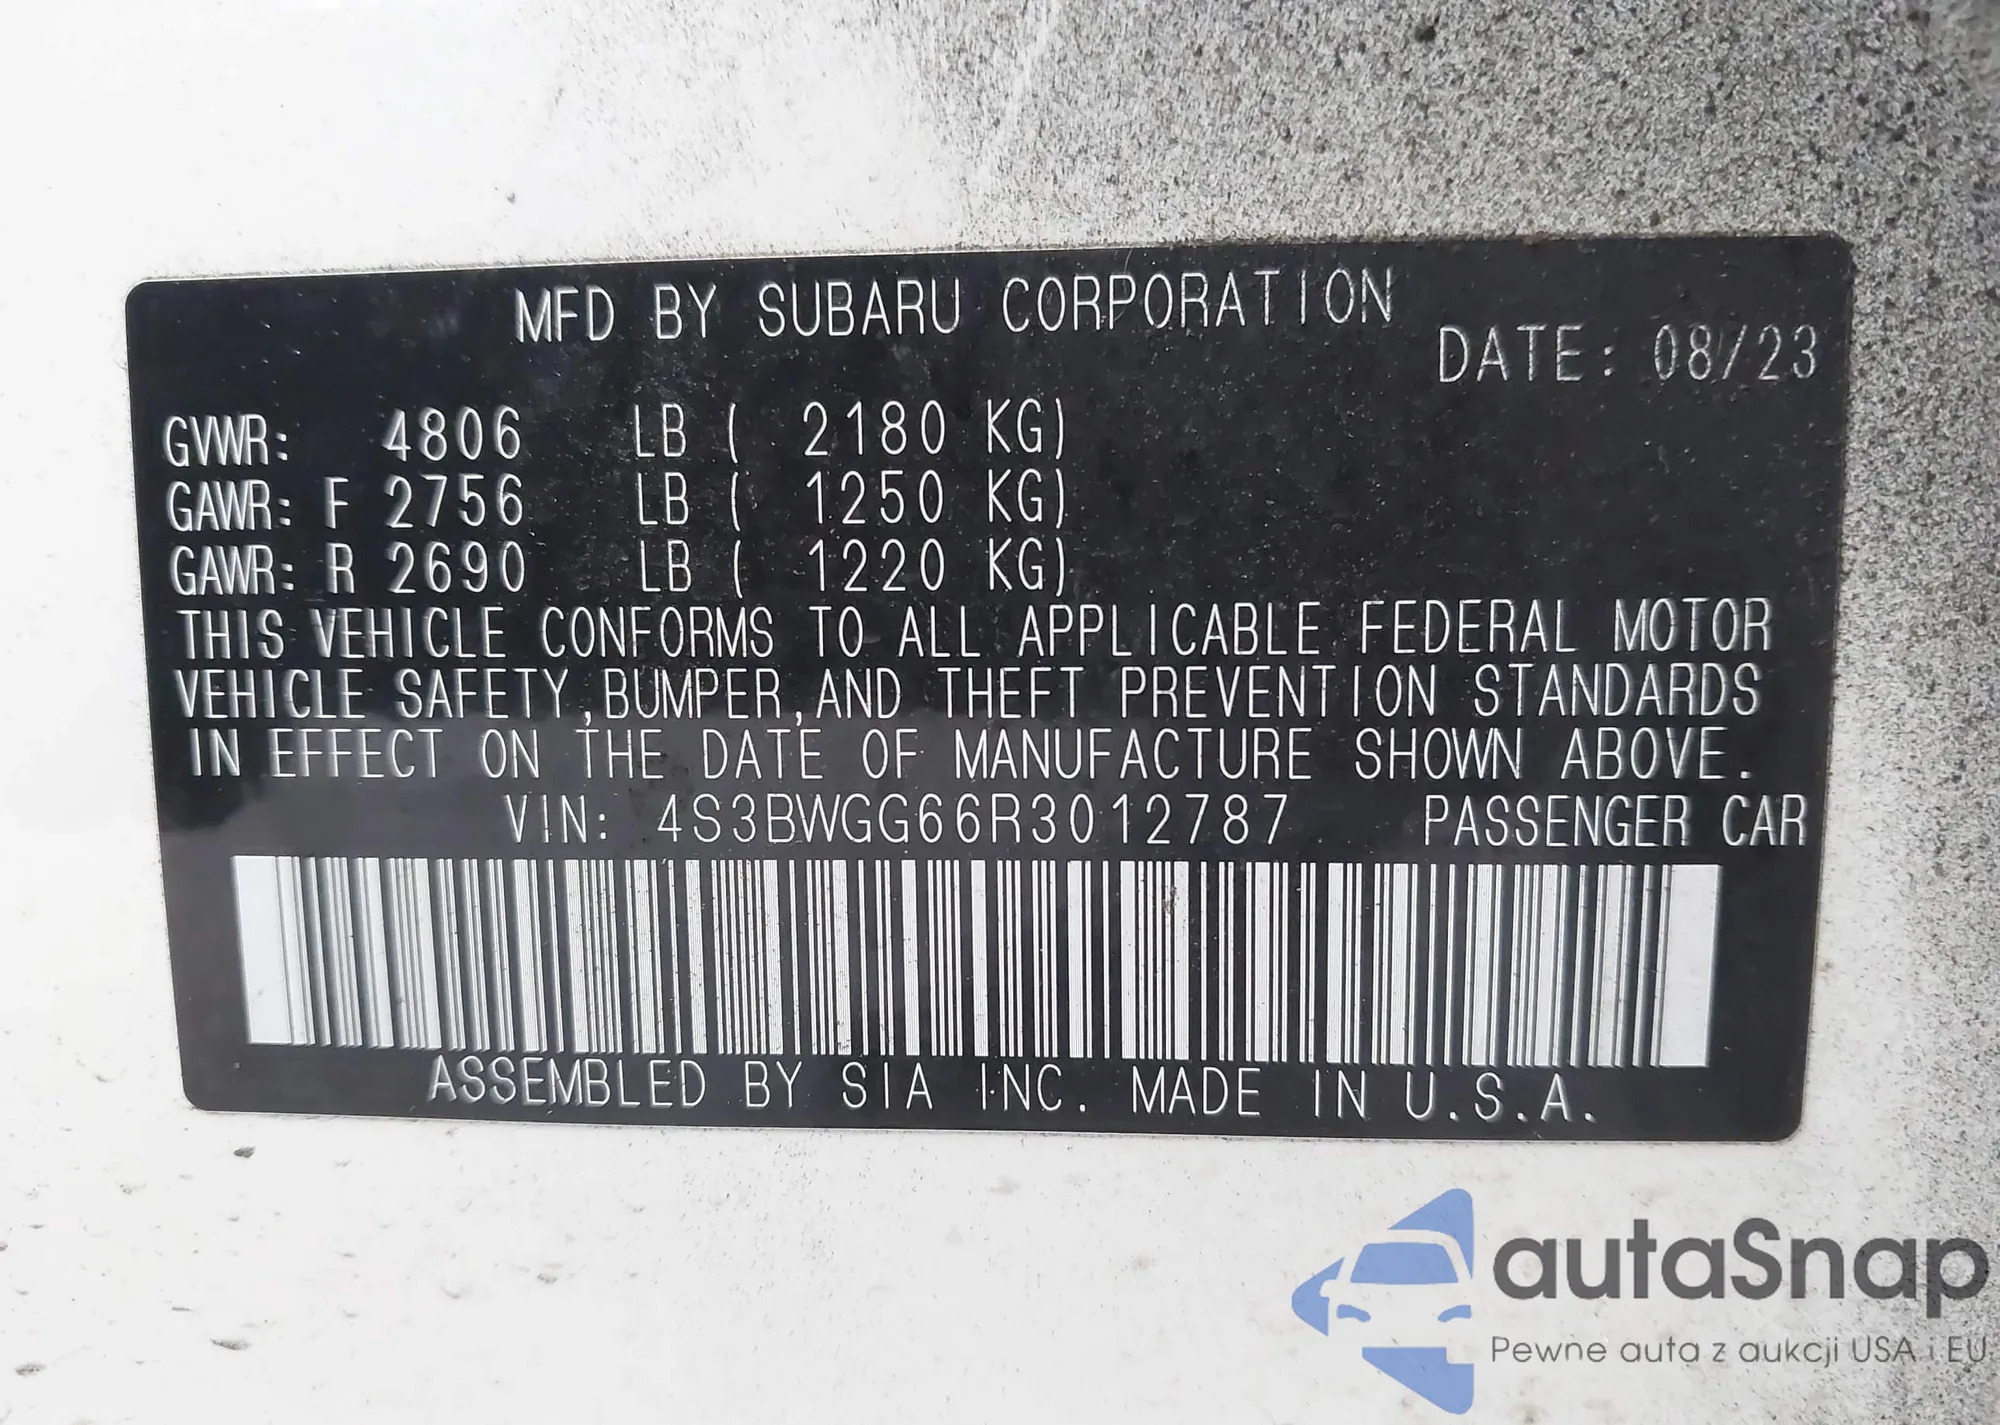 MFD BY SUBARU CORPORATION
DATE: 08/23
GVWR: 4806 LB ( 2180 KG)
GAWR: F 2756 LB ( 1250 KG)
GAWR: R 2690 LB ( 1220 KG)
THIS VEHICLE CONFORMS TO ALL APPLICABLE FEDERAL MOTOR
VEHICLE SAFETY,BUMPER,AND THEFT PREVENTION STANDARDS
IN EFFECT ON THE DATE OF MANUFACTURE SHOWN ABOVE.
VIN: 4S3BWGG66R3012787 PASSENGER CAR
ASSEMBLED BY SIA INC. MADE IN U.S.A.
autaSnap
Pewne auta z aukcji USA i EU